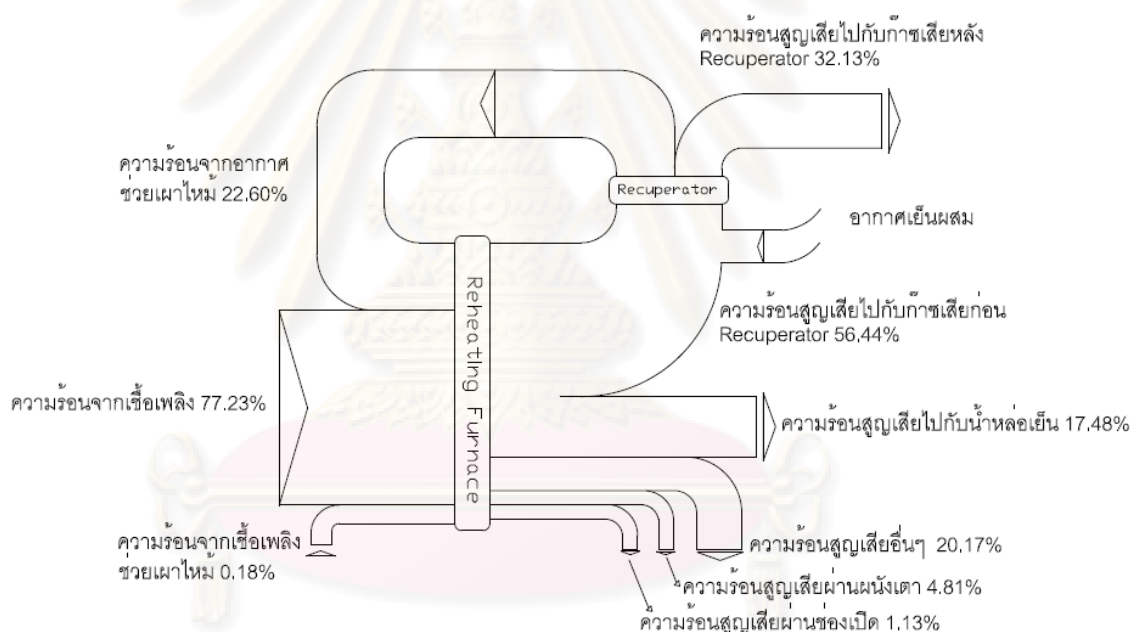 ความร้อนสูญเสียไปกับก๊าซเสียหลัง
Recuperator 32.13%
ความร้อนจากอากาศ
ช่วยเผาไหม้ 22.60%
Recuperator
อากาศเย็นผสม
Reheating Furnace
ความร้อนสูญเสียไปกับก๊าซเสียก่อน
Recuperator 56,44%
ความร้อนจากเชื้อเพลิง 77.23%
ความร้อนสูญเสียไปกับน้ำหล่อเย็น 17.48%
ความร้อนจากเชื้อเพลิง
ช่วยเผาไหม้ 0.18%
ความร้อนสูญเสียอื่นๆ 20.17%
ความร้อนสูญเสียผ่านผนังเตา 4.81%
ความร้อนสูญเสียผ่านช่องเปิด 1.13%